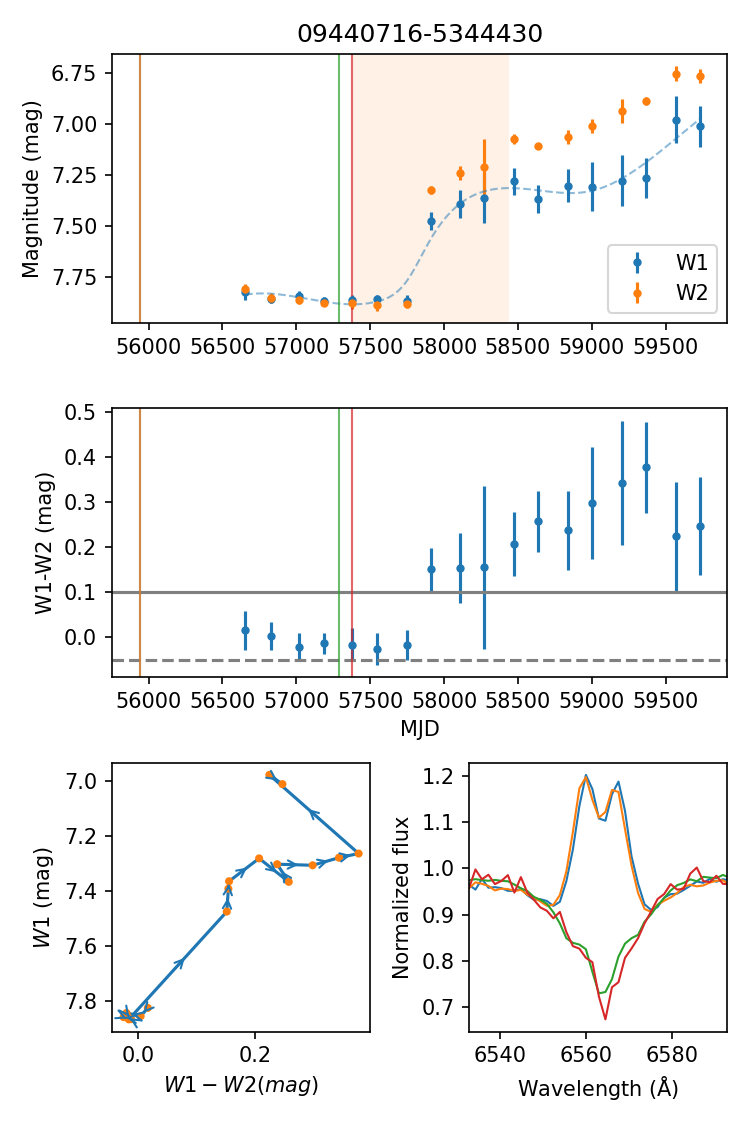 09440716-5344430
Magnitude (mag)
6.75
7.00
7.25
7.50
7.75
W1
W2
56000 56500 57000 57500 58000 58500 59000 59500
W1-W2 (mag)
0.5
0.4
0.3
0.2
0.1
0.0
56000 56500 57000 57500 58000 58500 59000 59500
MJD
W1 (mag)
7.0
7.2
7.4
7.6
7.8
0.0 0.2
W1 − W2(mag)
Normalized flux
1.2
1.1
1.0
0.9
0.8
0.7
6540 6560 6580
Wavelength (Å)